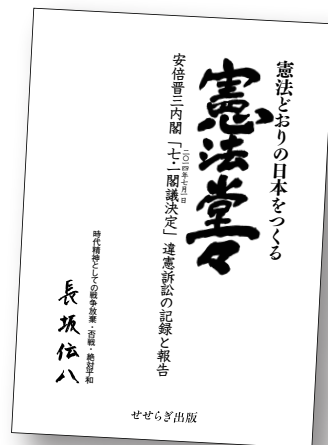 憲法どおりの日本をつくる
憲法堂々
二〇一四年七月一日
安倍晋三内閣「七・一閣議決定」違憲訴訟の記録と報告
時代精神としての戦争放棄・否戦・絶対平和
長坂伝八
せせらぎ出版